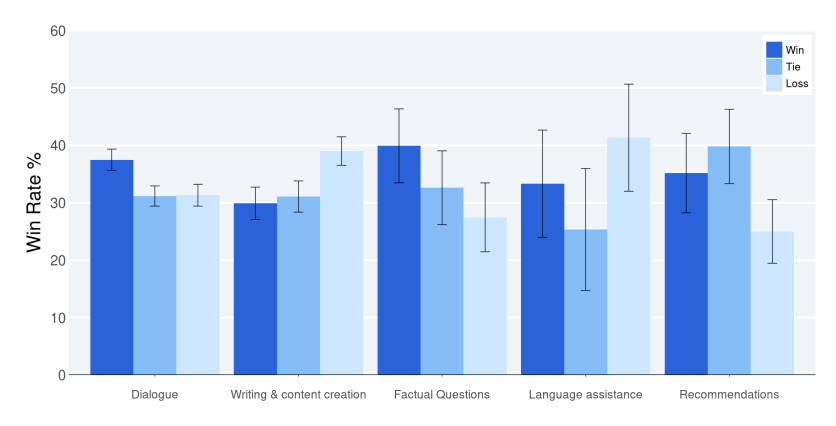 60
50
40
30
20
10
0
Win Rate %
Win
Tie
Loss
Dialogue
Writing & content creation
Factual Questions
Language assistance
Recommendations